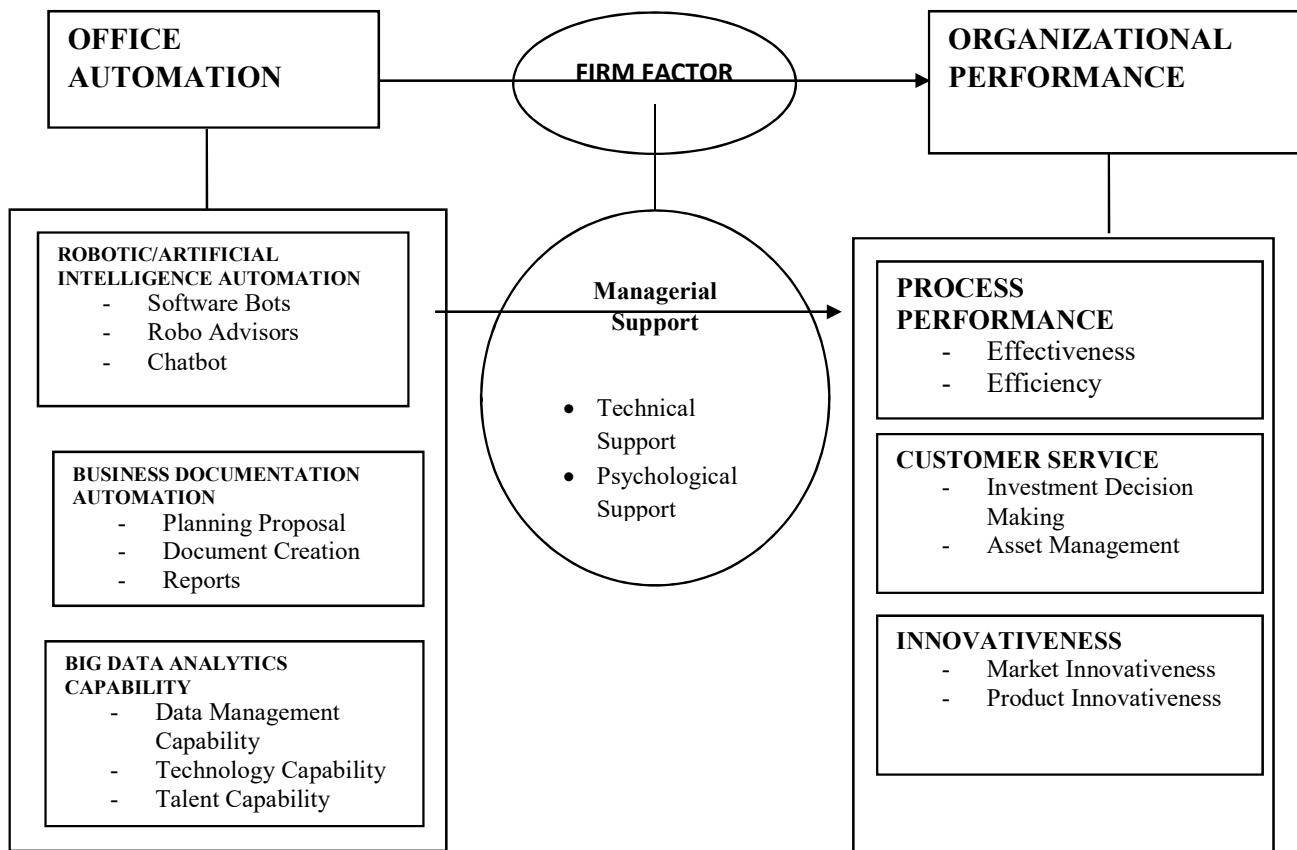 OFFICE
AUTOMATION
FIRM FACTOR
ORGANIZATIONAL
PERFORMANCE
ROBOTIC/ARTIFICIAL
INTELLIGENCE AUTOMATION
- Software Bots
- Robo Advisors
- Chatbot
BUSINESS DOCUMENTATION
AUTOMATION
- Planning Proposal
- Document Creation
- Reports
BIG DATA ANALYTICS
CAPABILITY
- Data Management
Capability
- Technology Capability
- Talent Capability
Managerial
Support
• Technical
Support
• Psychological
Support
PROCESS
PERFORMANCE
- Effectiveness
- Efficiency
CUSTOMER SERVICE
- Investment Decision
Making
- Asset Management
INNOVATIVENESS
- Market Innovativeness
- Product Innovativeness